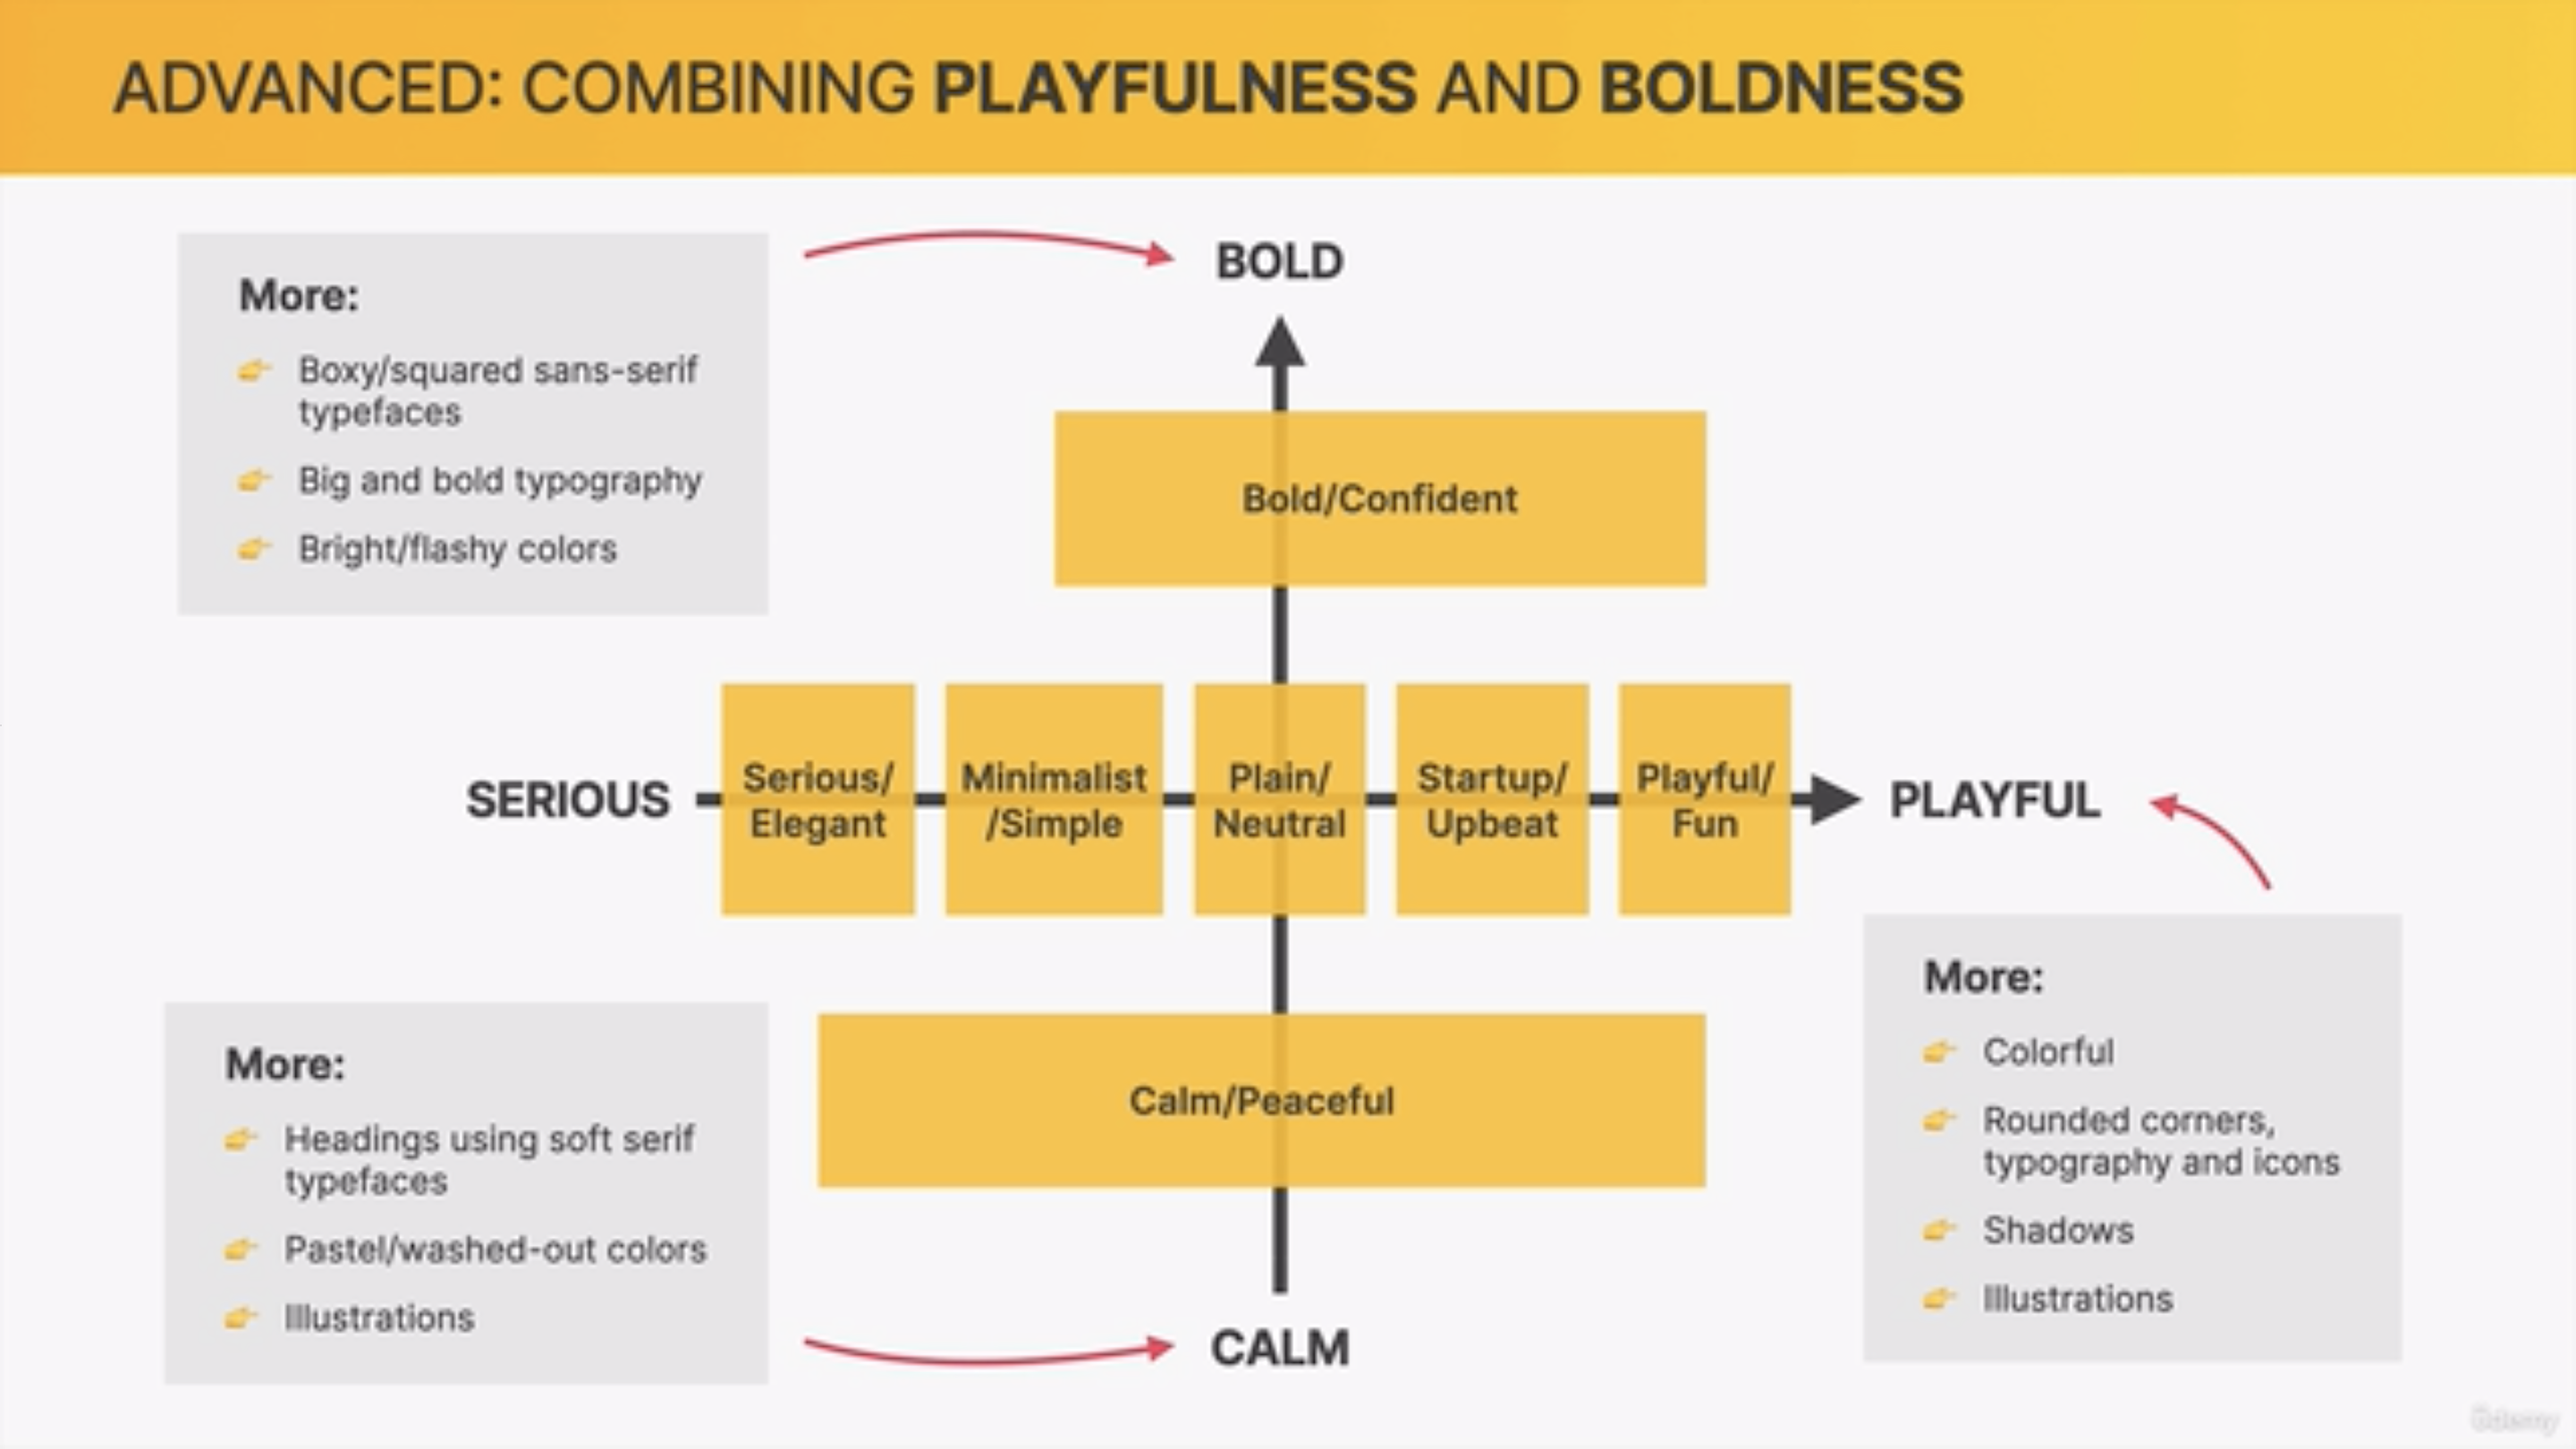 ADVANCED: COMBINING PLAYFULNESS AND BOLDNESS
More:
Boxy/squared sans-serif
typefaces
Big and bold typography
Bright/flashy colors
BOLD
Bold/Confident
SERIOUS
Serious/
Elegant
Minimalist
/Simple
Plain/
Neutral
Startup/
Upbeat
Playful/
Fun
PLAYFUL
More:
Headings using soft serif
typefaces
Pastel/washed-out colors
Illustrations
Calm/Peaceful
CALM
More:
Colorful
Rounded corners,
typography and icons
Shadows
Illustrations
Udemy